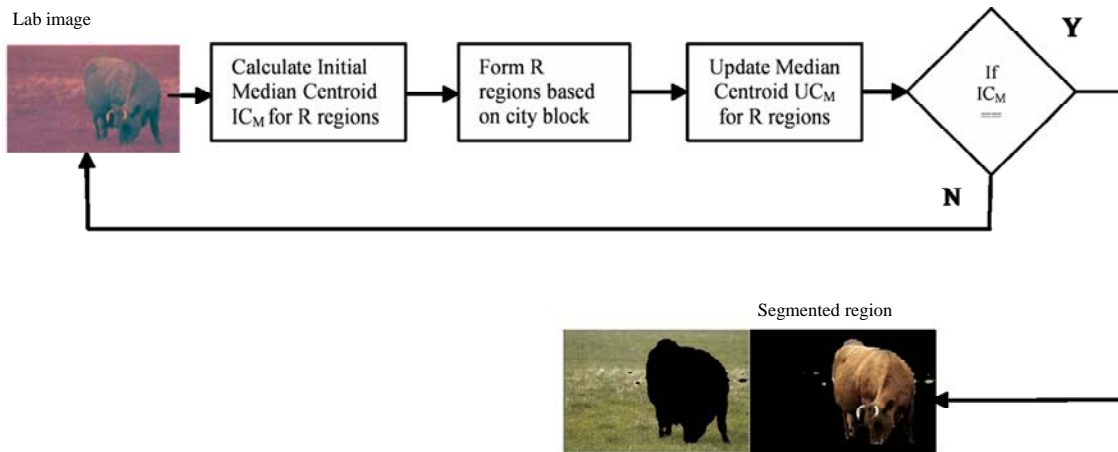 Lab image
Calculate Initial
Median Centroid
IC_M for R regions
Form R
regions based
on city block
Update Median
Centroid UC_M
for R regions
If
IC_M
==
Y
N
Segmented region